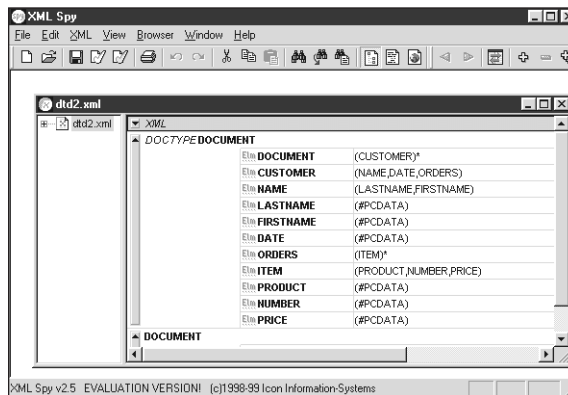 XML Spy
File Edit XML View Browser Window Help
dtd2.xml
dtd2.xml
XML
DOCTYPE DOCUMENT
Elm DOCUMENT (CUSTOMER)*
Elm CUSTOMER (NAME,DATE,ORDERS)
Elm NAME (LASTNAME,FIRSTNAME)
Elm LASTNAME (#PCDATA)
Elm FIRSTNAME (#PCDATA)
Elm DATE (#PCDATA)
Elm ORDERS (ITEM)*
Elm ITEM (PRODUCT,NUMBER,PRICE)
Elm PRODUCT (#PCDATA)
Elm NUMBER (#PCDATA)
Elm PRICE (#PCDATA)
DOCUMENT
XML Spy v2.5 EVALUATION VERSION! (c)1998-99 Icon Information-Systems